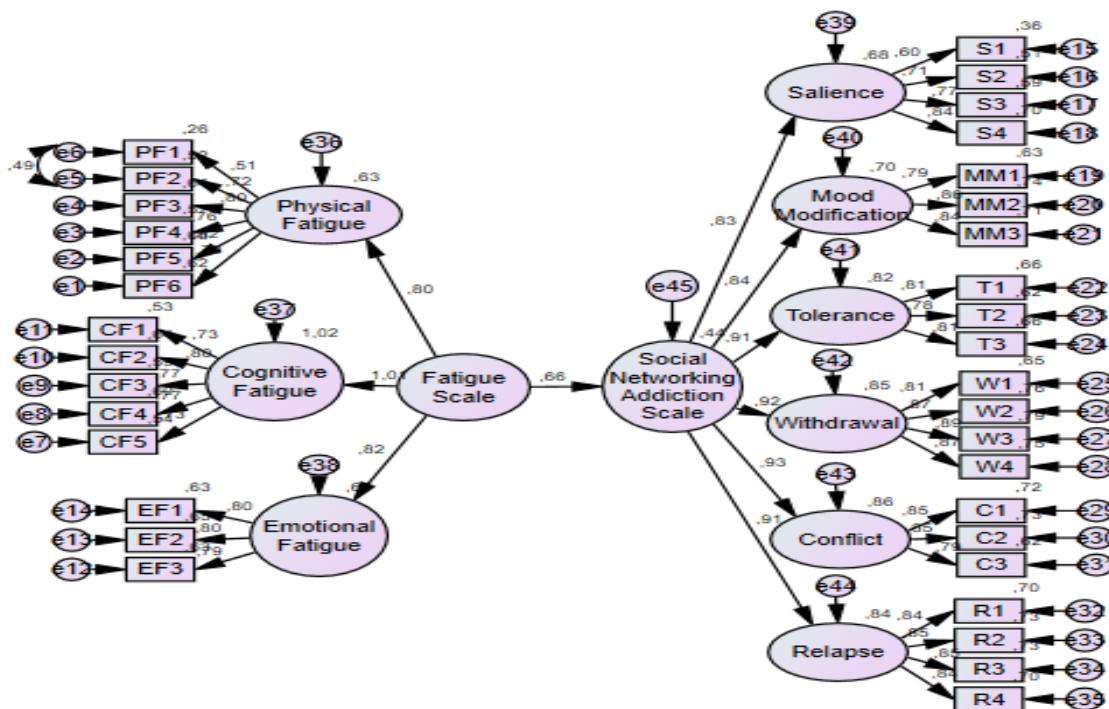 e39
,36
,68 ,60
S1
e15
Salience
,71
S2
e16
,77
S3
e17
,84
S4
e18
e40
,63
,70 ,79
MM1
e19
Mood
Modification
MM2
e20
,84
MM3
e21
e41
,66
,82 ,81
T1
e22
Tolerance
,78
T2
e23
,81
T3
e24
e42
,85 ,81
W1
e25
Withdrawal
,87
W2
e26
,89
W3
e27
,87
W4
e28
e43
,72
,86 ,85
C1
e29
Conflict
,85
C2
e30
,79
C3
e31
e44
,70
,84 ,84
R1
e32
Relapse
,85
R2
e33
,85
R3
e34
,84
R4
e35
,83
,84
,91
,92
,93
,91
e45
,44
Social
Networking
Addiction
Scale
,66
Fatigue
Scale
,80
,82
e36
,63
Physical
Fatigue
,26
,49
e6
PF1
,51
e5
PF2
,72
e4
PF3
,80
e3
PF4
,76
e2
PF5
e1
PF6
e37
1,02
Cognitive
Fatigue
,53
e11
CF1
,73
e10
CF2
e9
CF3
,77
e8
CF4
,77
e7
CF5
e38
Emotional
Fatigue
,63
e14
EF1
,80
e13
EF2
,80
e12
EF3
,79